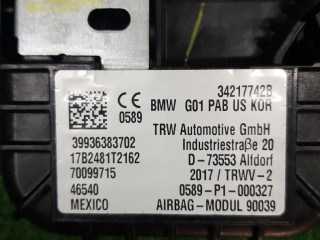 34217742B
CE BMW G01 PAB US KOR
0589
TRW Automotive GmbH
39936383702 Industriestraße 20
17B2481T2162 D-73553 Alfdorf
70099715 2017 / TRWV-2
46540 0589-P1-000327
MEXICO AIRBAG-MODUL 90039